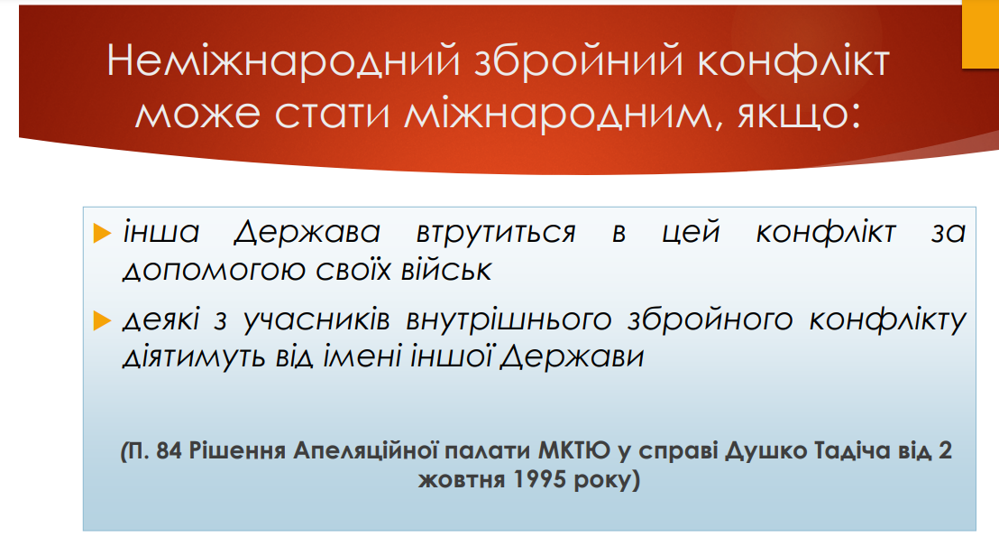 Неміжнародний збройний конфлікт
може стати міжнародним, якщо:
інша Держава втрутиться в цей конфлікт за
допомогою своїх військ
деякі з учасників внутрішнього збройного конфлікту
діятимуть від імені іншої Держави
(П. 84 Рішення Апеляційної палати МКТЮ у справі Душко Тадіча від 2
жовтня 1995 року)